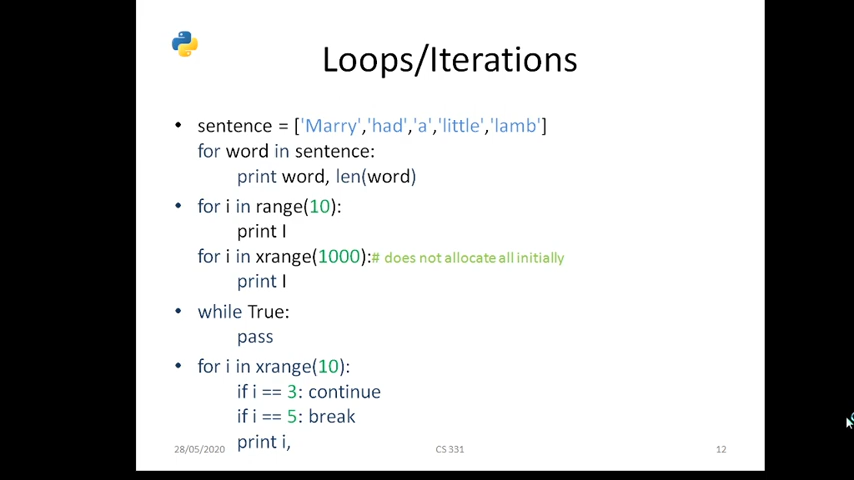 Loops/Iterations
• sentence = ['Marry','had','a','little','lamb']
for word in sentence:
print word, len(word)
• for i in range(10):
print I
for i in xrange(1000):# does not allocate all initially
print I
• while True:
pass
• for i in xrange(10):
if i == 3: continue
if i == 5: break
print i,
28/05/2020 CS 331 12